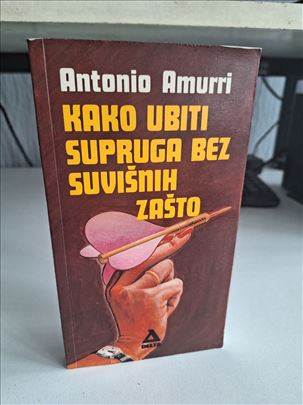 Antonio Amurri
KAKO UBITI
SUPRUGA BEZ
SUVIŠNIH
ZAŠTO
DELTA